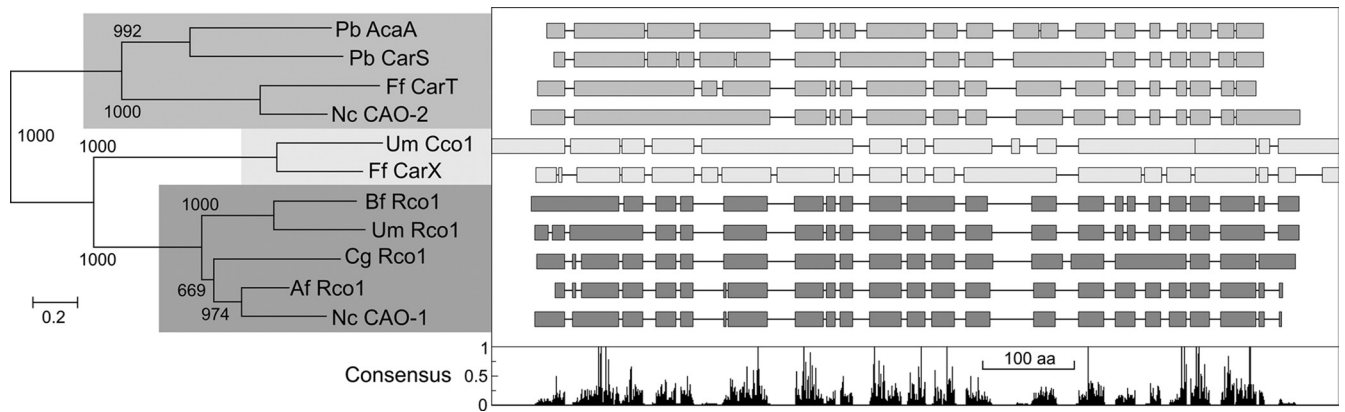 992
Pb AcaA
Pb CarS
Ff CarT
1000
Nc CAO-2
1000
1000
Um Cco1
Ff CarX
1000
Bf Rco1
Um Rco1
1000
Cg Rco1
669
Af Rco1
974
Nc CAO-1
0.2
Consensus
1
0.5
0
100 aa